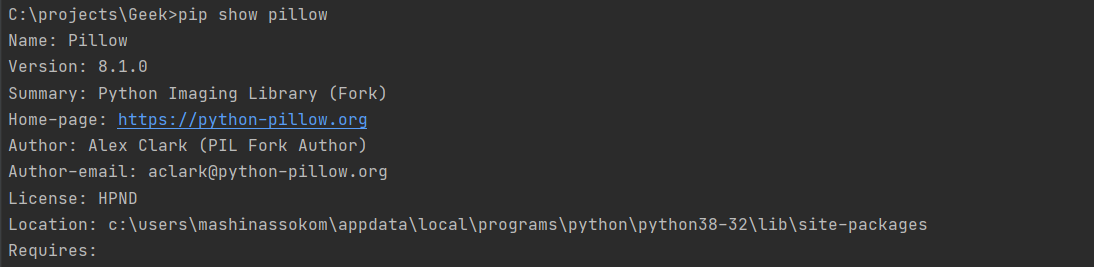 C:\projects\Geek>pip show pillow
Name: Pillow
Version: 8.1.0
Summary: Python Imaging Library (Fork)
Home-page: https://python-pillow.org
Author: Alex Clark (PIL Fork Author)
Author-email: aclark@python-pillow.org
License: HPND
Location: c:\users\mashinassokom\appdata\local\programs\python\python38-32\lib\site-packages
Requires: